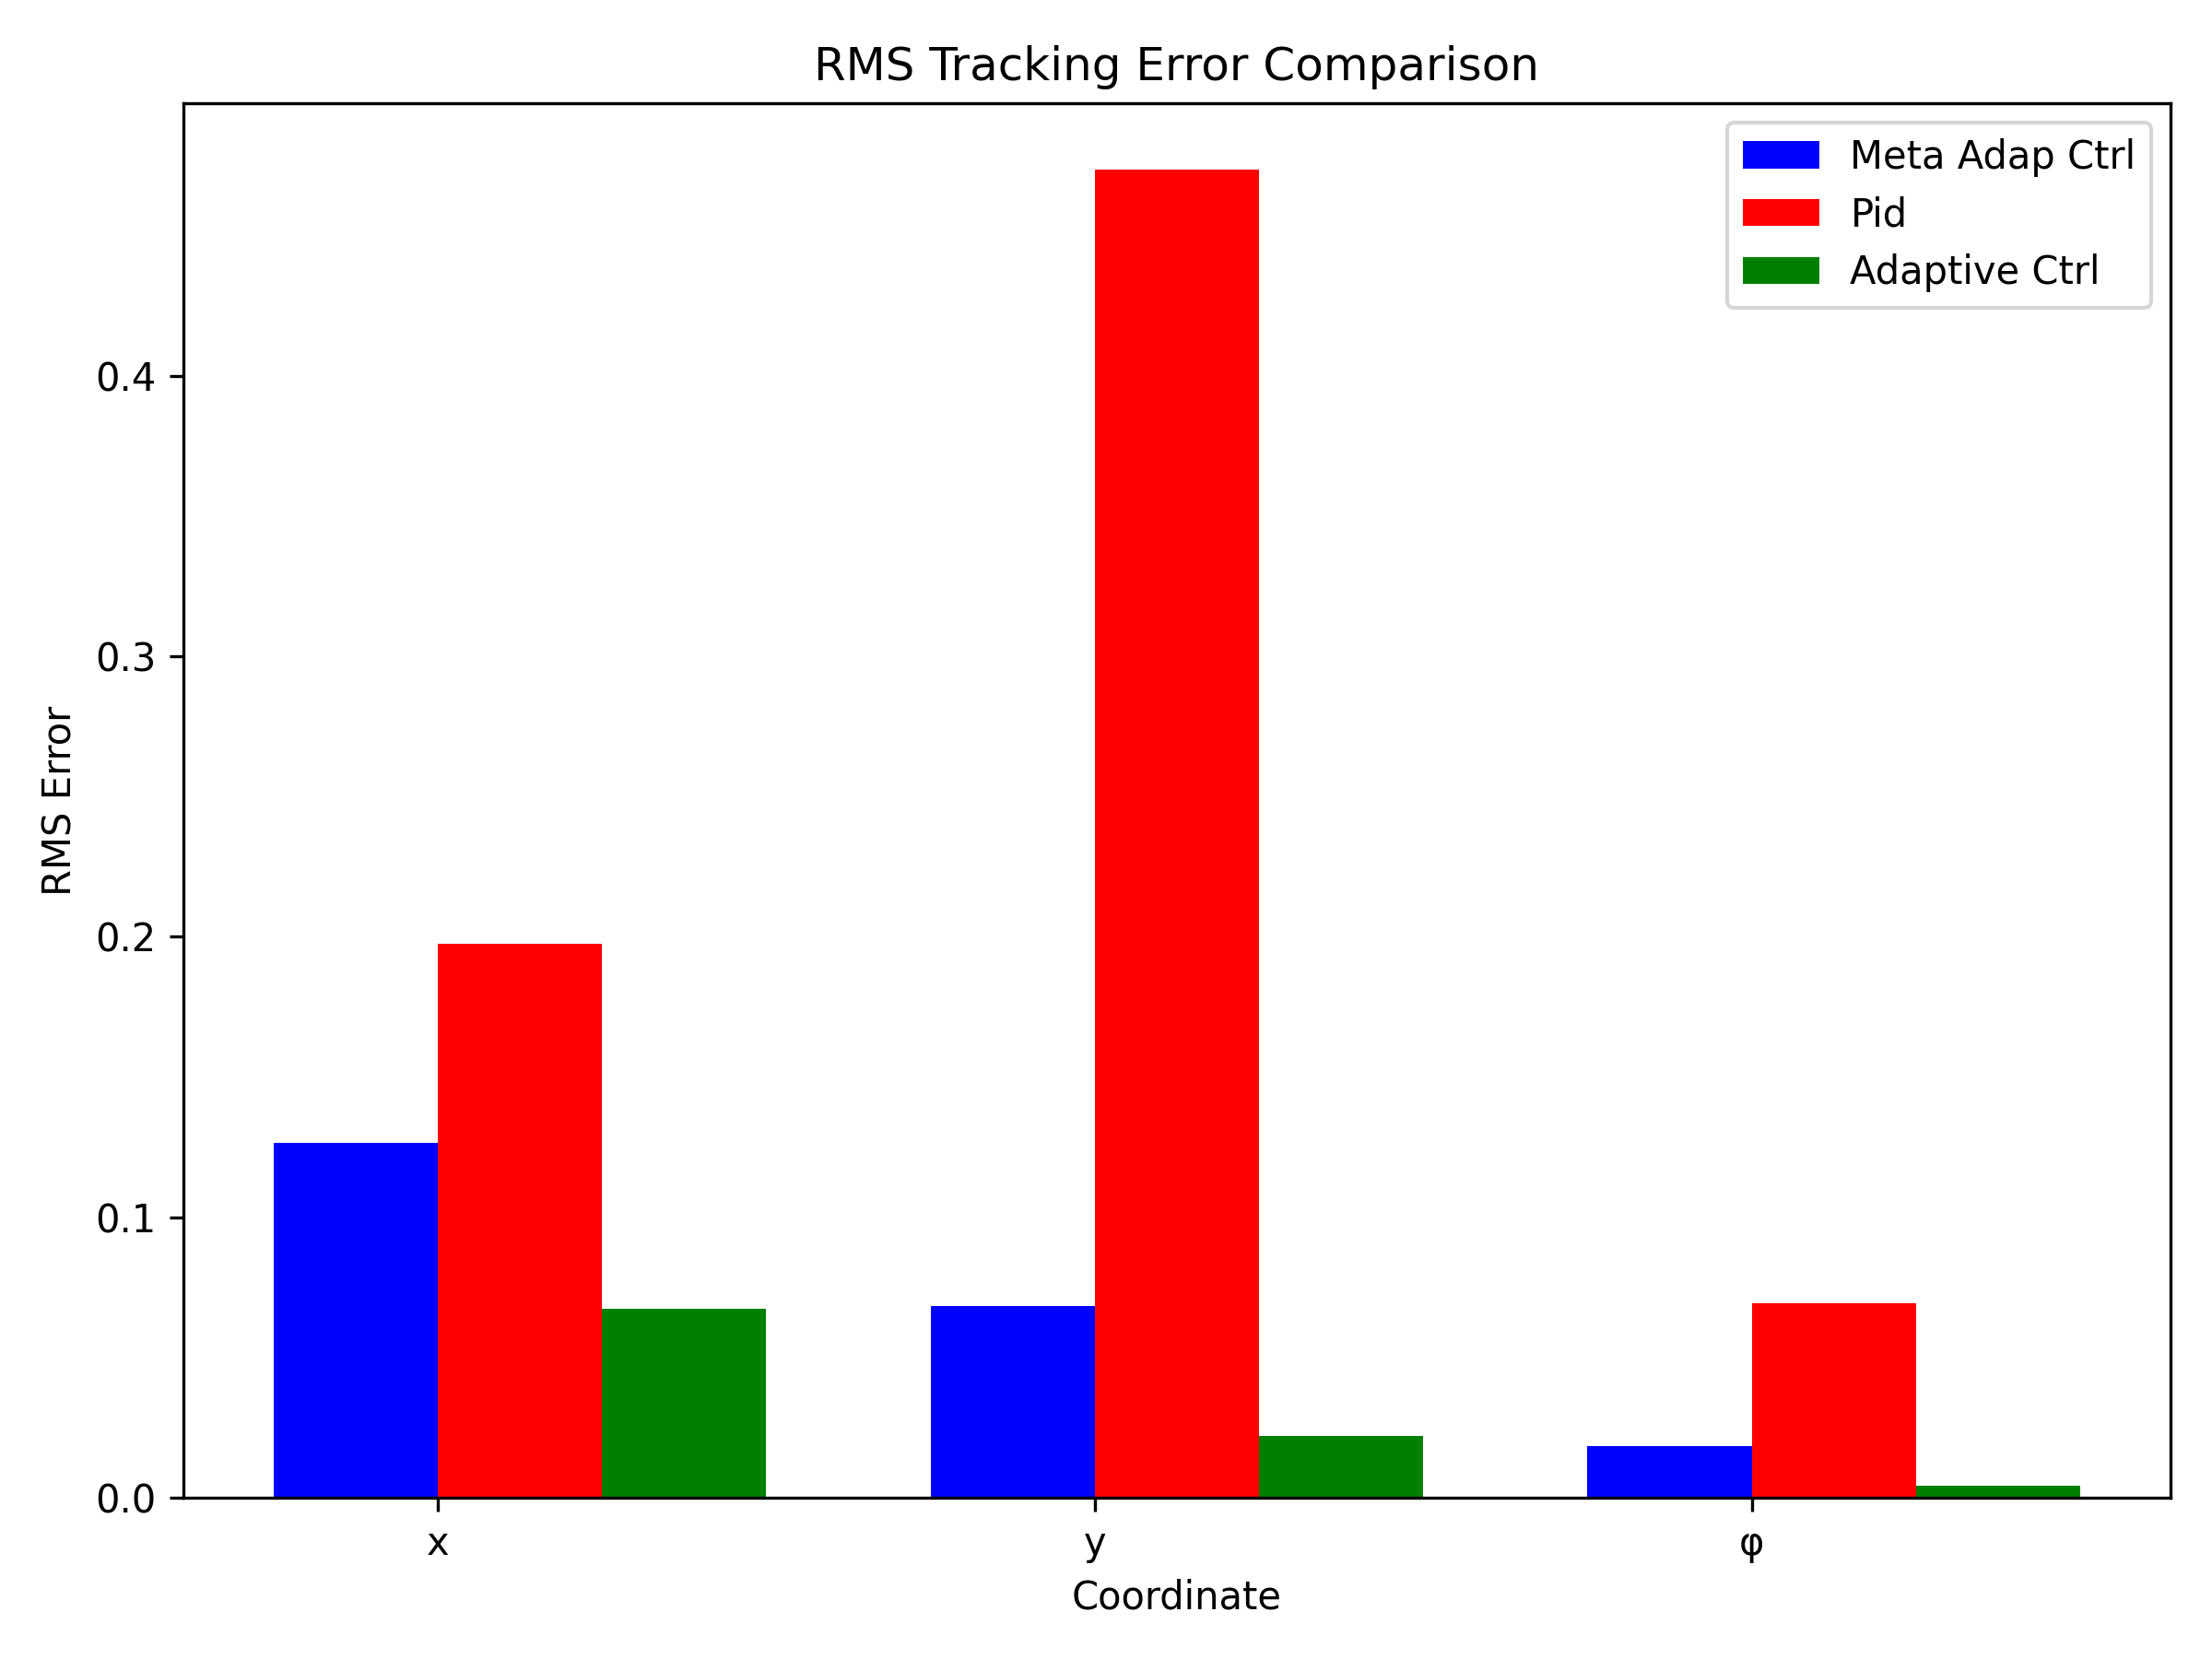 RMS Tracking Error Comparison
Meta Adap Ctrl
Pid
Adaptive Ctrl
RMS Error
0.4
0.3
0.2
0.1
0.0
x
y
φ
Coordinate